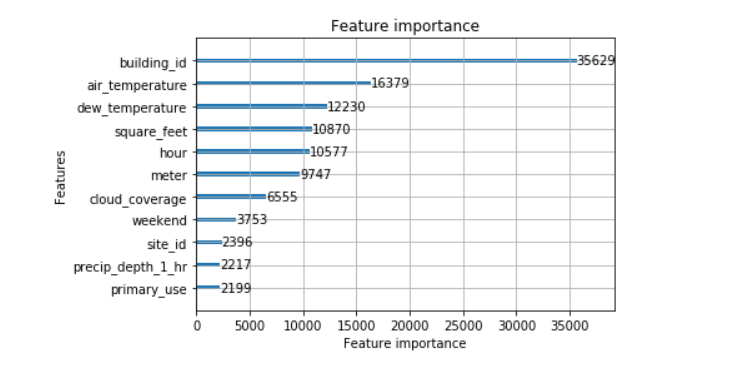 Feature importance
Features
building_id 35629
air_temperature 16379
dew_temperature 12230
square_feet 10870
hour 10577
meter 9747
cloud_coverage 6555
weekend 3753
site_id 2396
precip_depth_1_hr 2217
primary_use 2199
0 5000 10000 15000 20000 25000 30000 35000
Feature importance